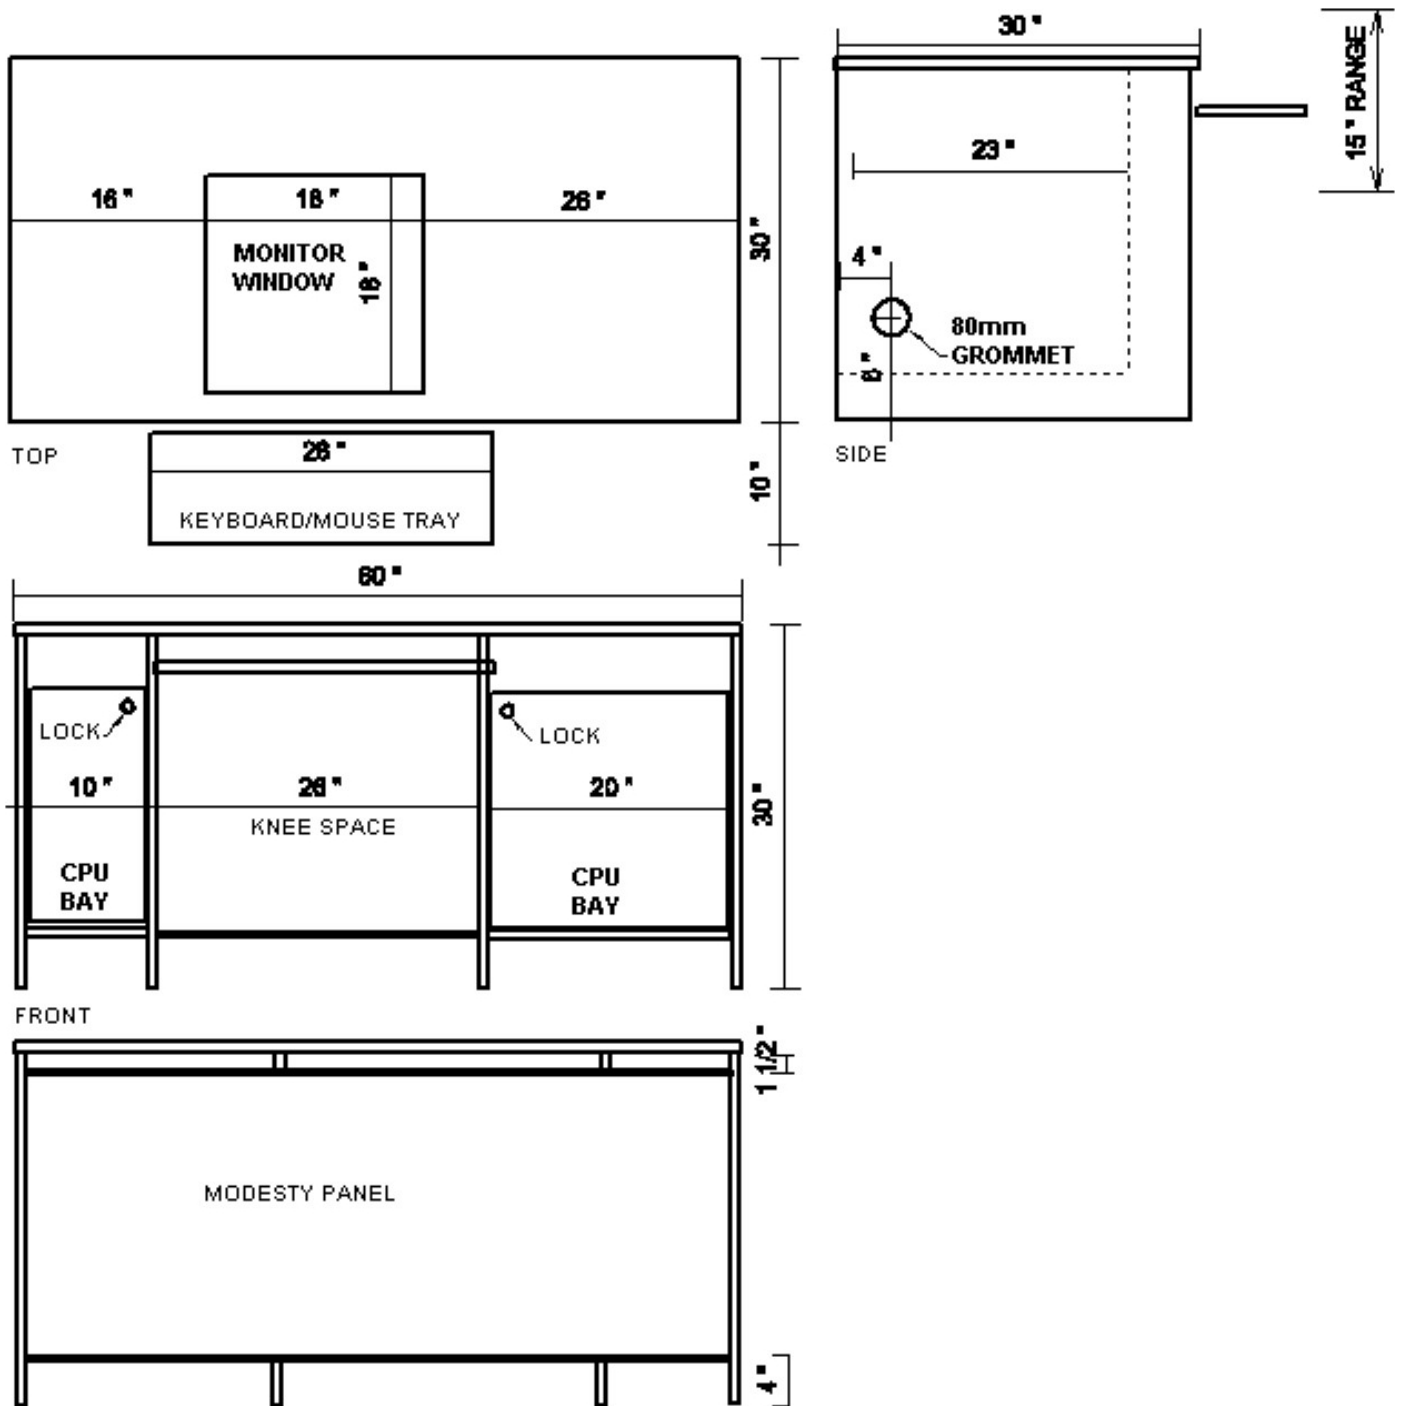 30 "
15 " RANGE
16 "
18 "
26 "
MONITOR
WINDOW
18 "
30 "
23 "
4 "
80mm
GROMMET
8 "
TOP
SIDE
28 "
KEYBOARD/MOUSE TRAY
10 "
60 "
LOCK
LOCK
10 "
26 "
20 "
30 "
KNEE SPACE
CPU
BAY
CPU
BAY
FRONT
1 1/2 "
MODESTY PANEL
4 "